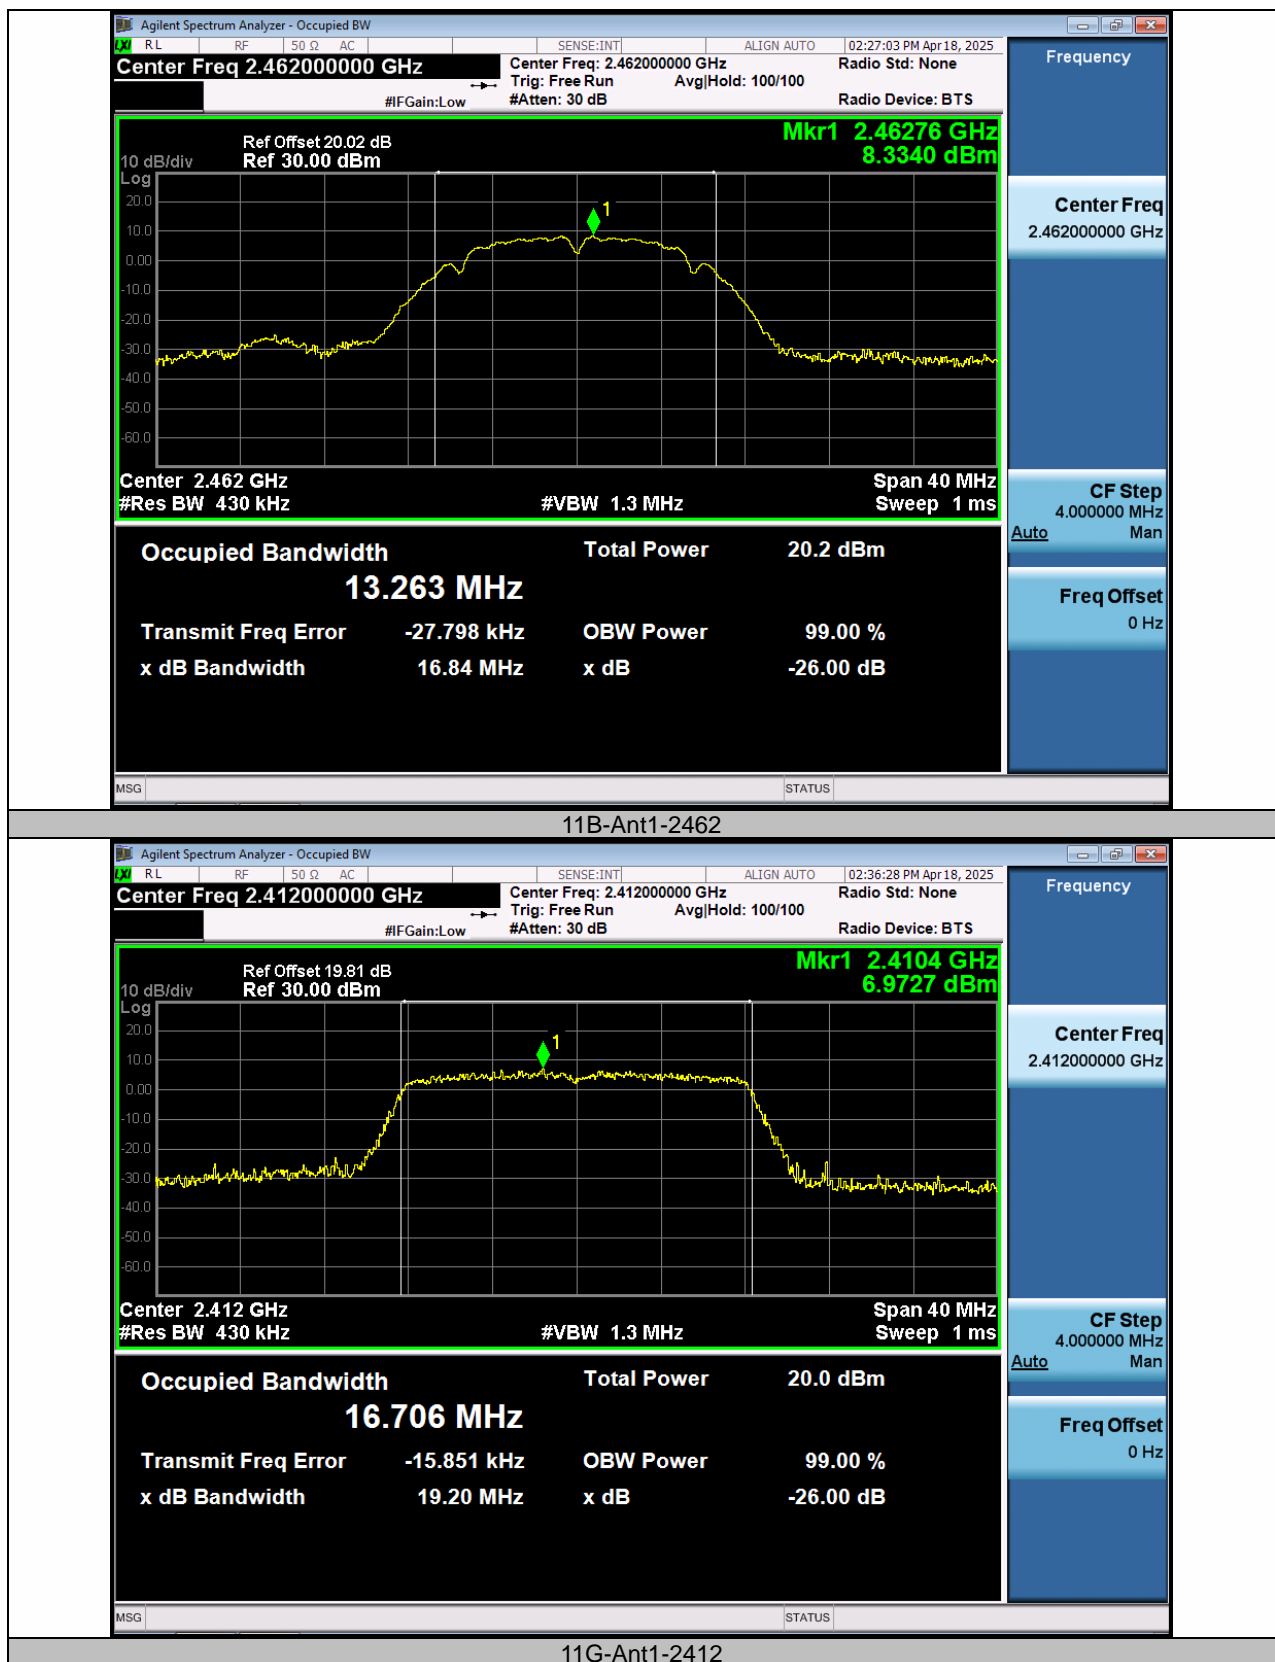 Agilent Spectrum Analyzer - Occupied BW
LXI RL RF 50 Ω AC SENSE:INT ALIGN AUTO 02:27:03 PM Apr 18, 2025
Center Freq 2.462000000 GHz Center Freq: 2.462000000 GHz Radio Std: None Frequency
Trig: Free Run Avg|Hold: 100/100
#IFGain:Low #Atten: 30 dB Radio Device: BTS
Mkr1 2.46276 GHz
Ref Offset 20.02 dB
8.3340 dBm
10 dB/div Ref 30.00 dBm
Log
20.0
10.0
0.00
-10.0
-20.0
-30.0
-40.0
-50.0
-60.0
1
Center Freq
2.462000000 GHz
Center 2.462 GHz Span 40 MHz
#Res BW 430 kHz #VBW 1.3 MHz Sweep 1 ms
CF Step
4.000000 MHz
Auto Man
Occupied Bandwidth Total Power 20.2 dBm
13.263 MHz
Freq Offset
0 Hz
Transmit Freq Error -27.798 kHz OBW Power 99.00 %
x dB Bandwidth 16.84 MHz x dB -26.00 dB
MSG STATUS
11B-Ant1-2462
Agilent Spectrum Analyzer - Occupied BW
LXI RL RF 50 Ω AC SENSE:INT ALIGN AUTO 02:36:28 PM Apr 18, 2025
Center Freq 2.412000000 GHz Center Freq: 2.412000000 GHz Radio Std: None Frequency
Trig: Free Run Avg|Hold: 100/100
#IFGain:Low #Atten: 30 dB Radio Device: BTS
Mkr1 2.4104 GHz
Ref Offset 19.81 dB
6.9727 dBm
10 dB/div Ref 30.00 dBm
Log
20.0
10.0
0.00
-10.0
-20.0
-30.0
-40.0
-50.0
-60.0
1
Center Freq
2.412000000 GHz
Center 2.412 GHz Span 40 MHz
#Res BW 430 kHz #VBW 1.3 MHz Sweep 1 ms
CF Step
4.000000 MHz
Auto Man
Occupied Bandwidth Total Power 20.0 dBm
16.706 MHz
Freq Offset
0 Hz
Transmit Freq Error -15.851 kHz OBW Power 99.00 %
x dB Bandwidth 19.20 MHz x dB -26.00 dB
MSG STATUS
11G-Ant1-2412